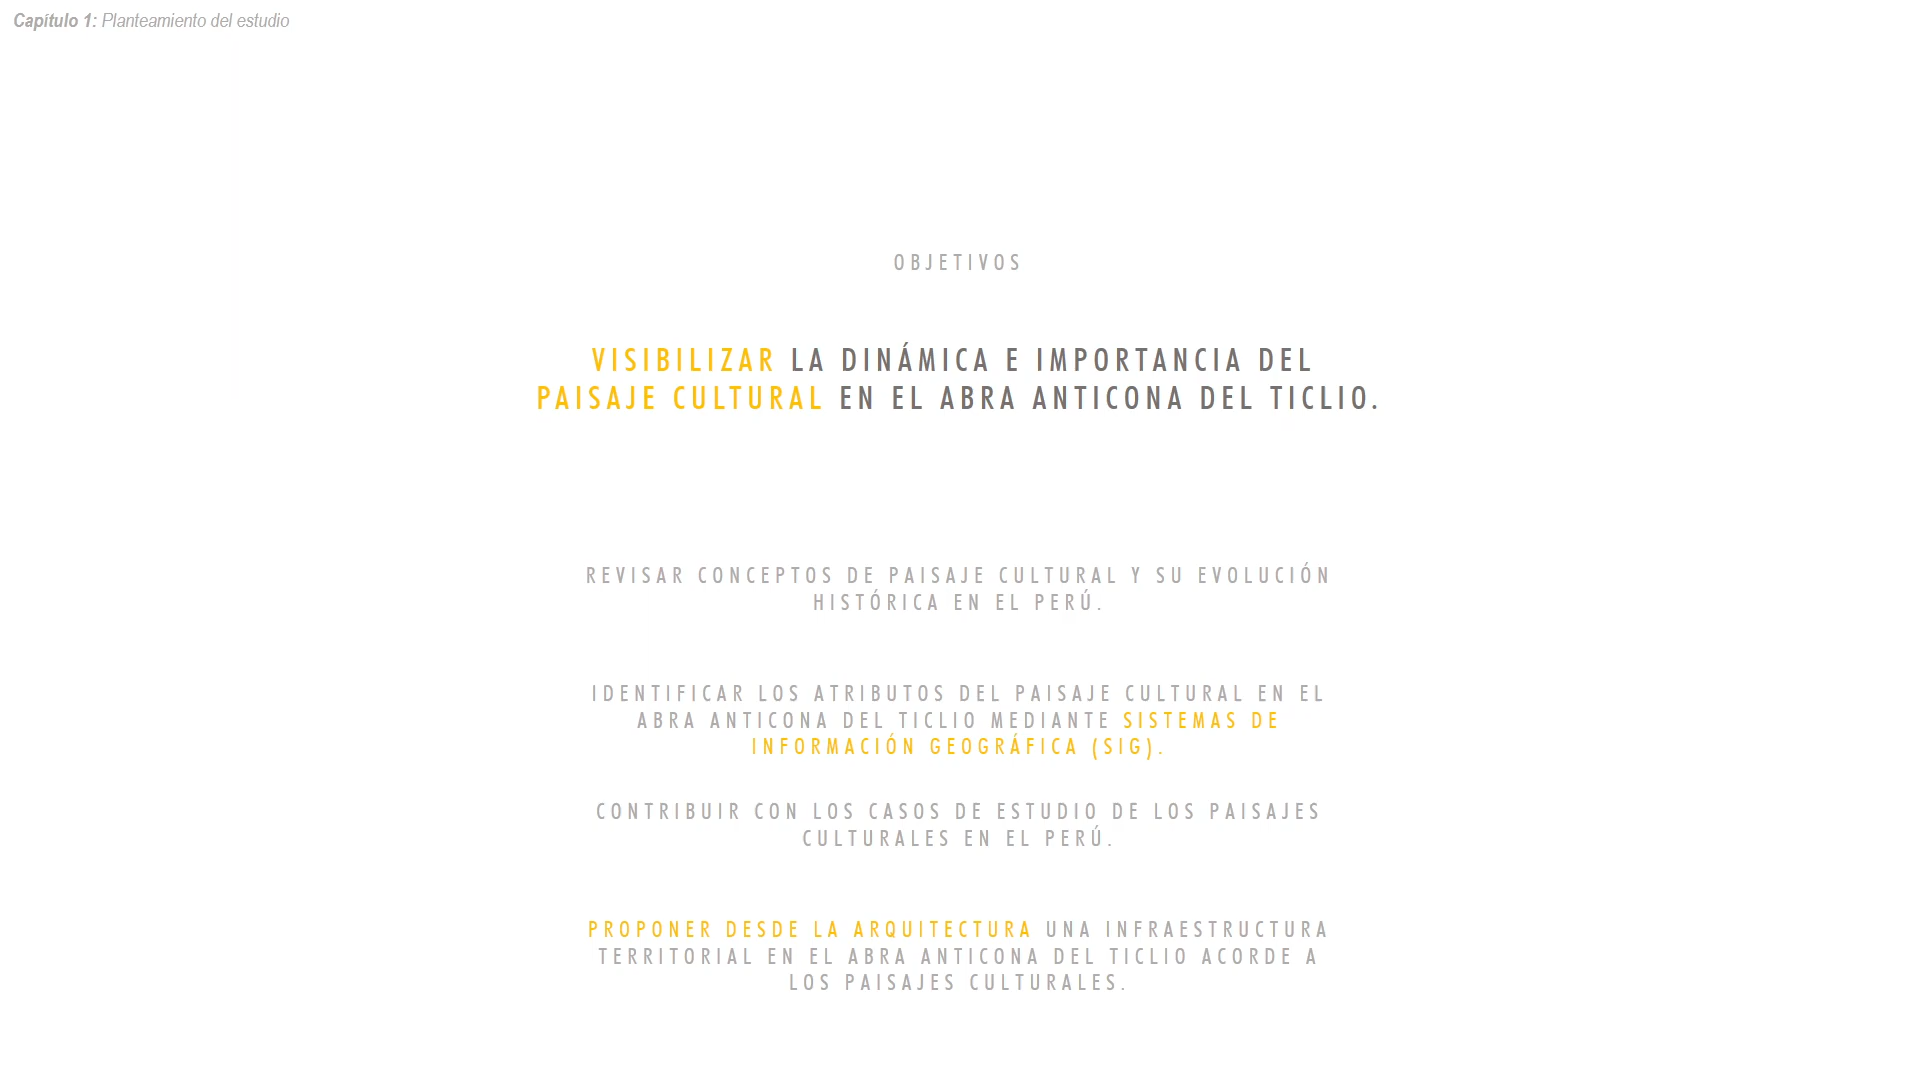 Capítulo 1: Planteamiento del estudio
OBJETIVOS
VISIBILIZAR LA DINÁMICA E IMPORTANCIA DEL
PAISAJE CULTURAL EN EL ABRA ANTICONA DEL TICLIO.
REVISAR CONCEPTOS DE PAISAJE CULTURAL Y SU EVOLUCIÓN
HISTÓRICA EN EL PERÚ.
IDENTIFICAR LOS ATRIBUTOS DEL PAISAJE CULTURAL EN EL
ABRA ANTICONA DEL TICLIO MEDIANTE SISTEMAS DE
INFORMACIÓN GEOGRÁFICA (SIG).
CONTRIBUIR CON LOS CASOS DE ESTUDIO DE LOS PAISAJES
CULTURALES EN EL PERÚ.
PROPONER DESDE LA ARQUITECTURA UNA INFRAESTRUCTURA
TERRITORIAL EN EL ABRA ANTICONA DEL TICLIO ACORDE A
LOS PAISAJES CULTURALES.